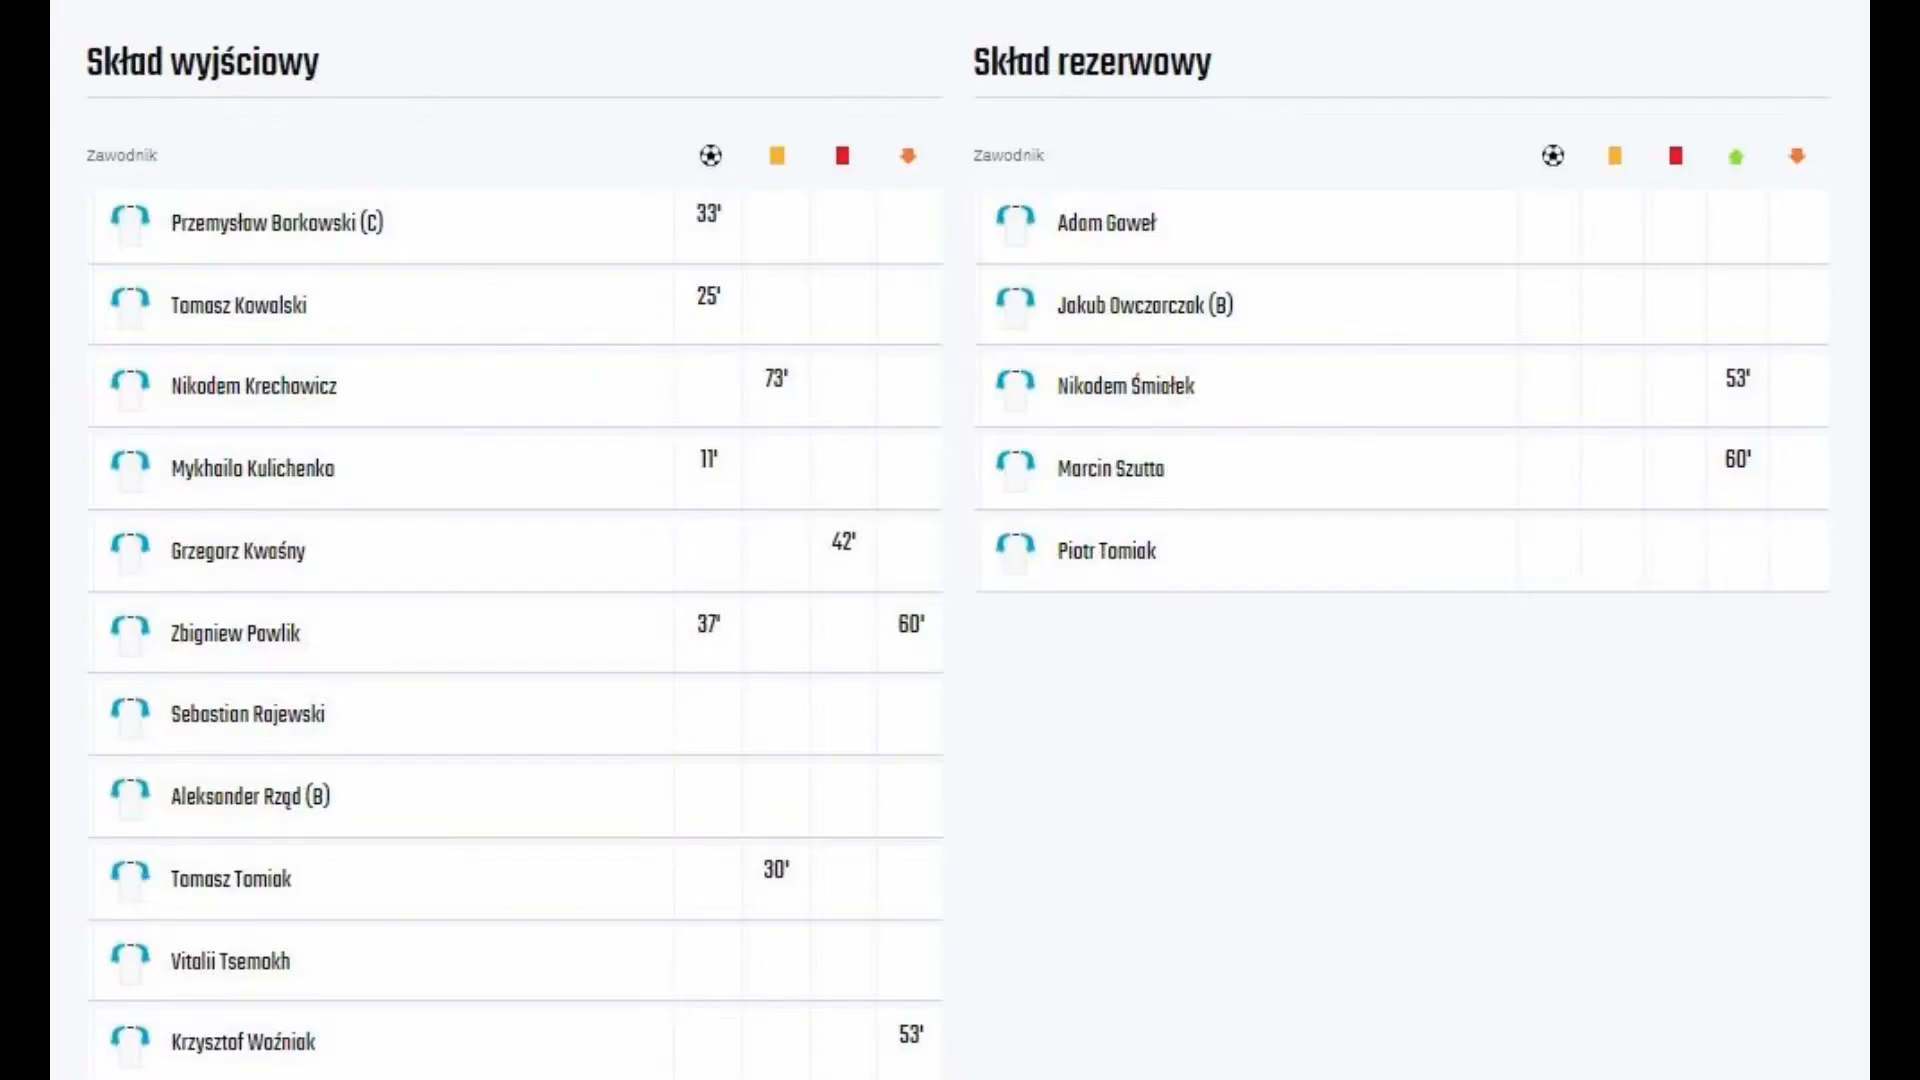 Skład wyjściowy
Zawodnik
Przemysław Borkowski (C) 33'
Tomasz Kowalski 25'
Nikodem Krechowicz 73'
Mykhailo Kulichenko 11'
Grzegorz Kwaśny 42'
Zbigniew Pawlik 37' 60'
Sebastian Rajewski
Aleksander Rząd (B)
Tomasz Tomiak 30'
Vitalii Tsemokh
Krzysztof Woźniak 53'
Skład rezerwowy
Zawodnik
Adam Gaweł
Jakub Owczarczak (B)
Nikodem Śmiałek 53'
Marcin Szutta 60'
Piotr Tomiak